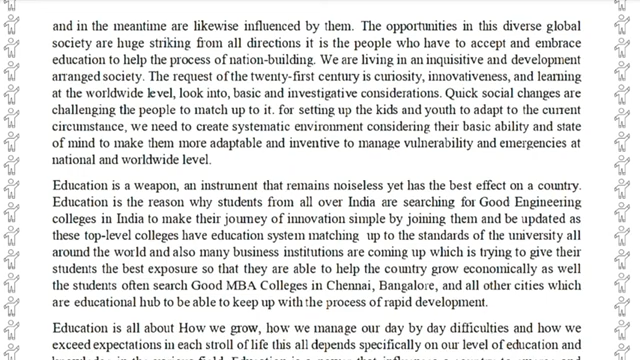 and in the meantime are likewise influenced by them. The opportunities in this diverse global
society are huge striking from all directions it is the people who have to accept and embrace
education to help the process of nation-building. We are living in an inquisitive and development
arranged society. The request of the twenty-first century is curiosity, innovativeness, and learning
at the worldwide level, look into, basic and investigative considerations. Quick social changes are
challenging the people to match up to it. for setting up the kids and youth to adapt to the current
circumstance, we need to create systematic environment considering their basic ability and state
of mind to make them more adaptable and inventive to manage vulnerability and emergencies at
national and worldwide level.
Education is a weapon, an instrument that remains noiseless yet has the best effect on a country.
Education is the reason why students from all over India are searching for Good Engineering
colleges in India to make their journey of innovation simple by joining them and be updated as
these top-level colleges have education system matching up to the standards of the university all
around the world and also many business institutions are coming up which is trying to give their
students the best exposure so that they are able to help the country grow economically as well
the students often search Good MBA Colleges in Chennai, Bangalore, and all other cities which
are educational hub to be able to keep up with the process of rapid development.
Education is all about How we grow, how we manage our day by day difficulties and how we
exceed expectations in each stroll of life this all depends specifically on our level of education and